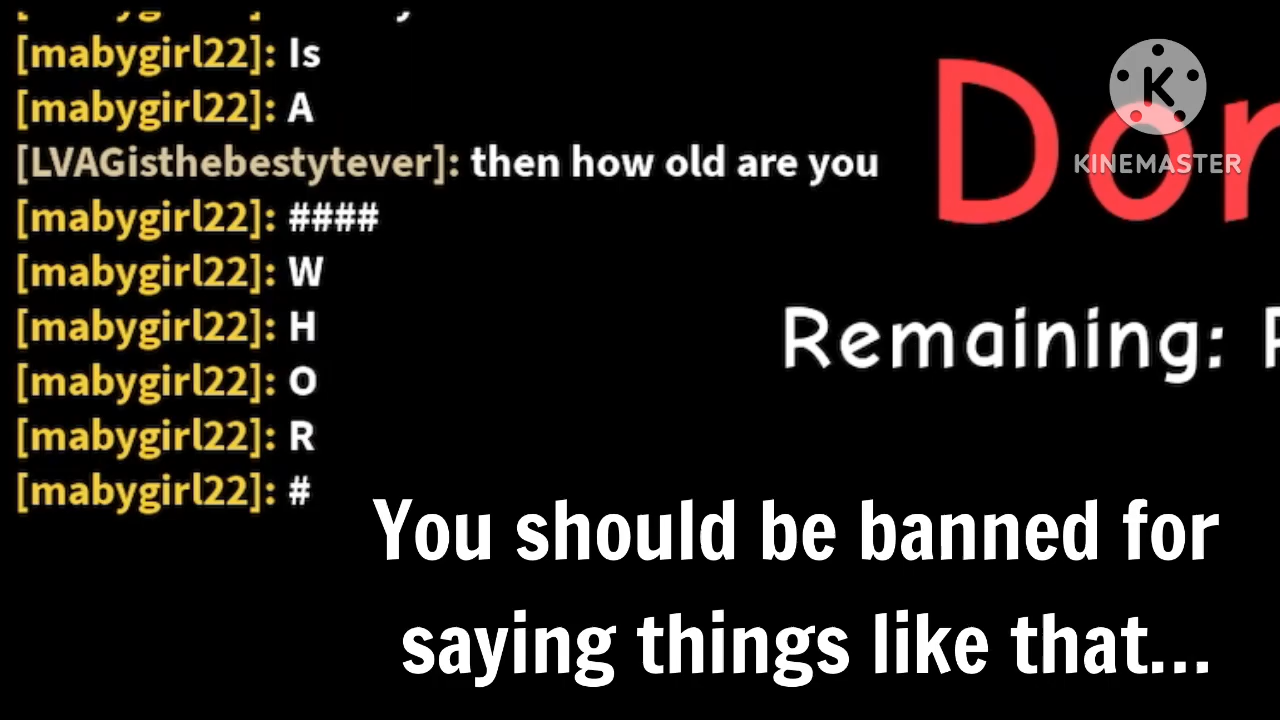 [mabygirl22]: Is
[mabygirl22]: A
[LVAGisthebestytever]: then how old are you
[mabygirl22]: ####
[mabygirl22]: W
[mabygirl22]: H
[mabygirl22]: O
[mabygirl22]: R
[mabygirl22]: #
Don
K
KINEMASTER
Remaining:
You should be banned for
saying things like that...